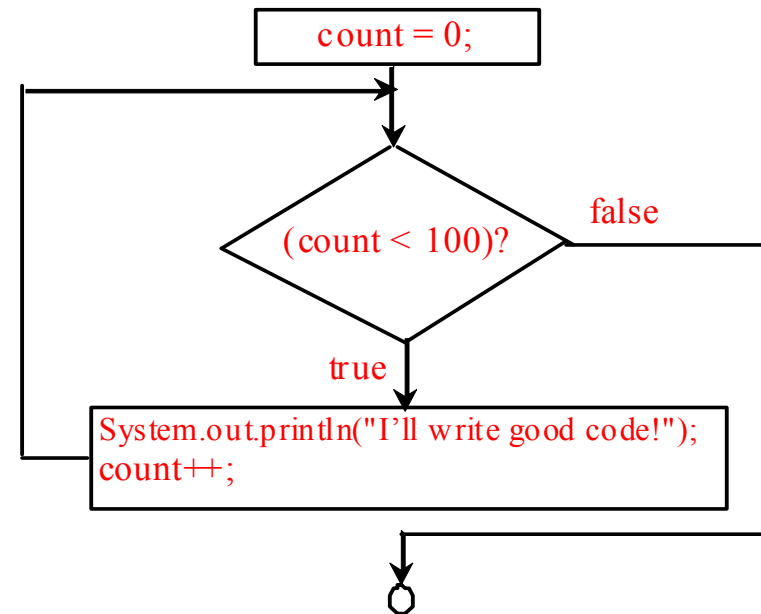 count = 0;
(count < 100)?
false
true
System.out.println("I’ll write good code!");
count++;